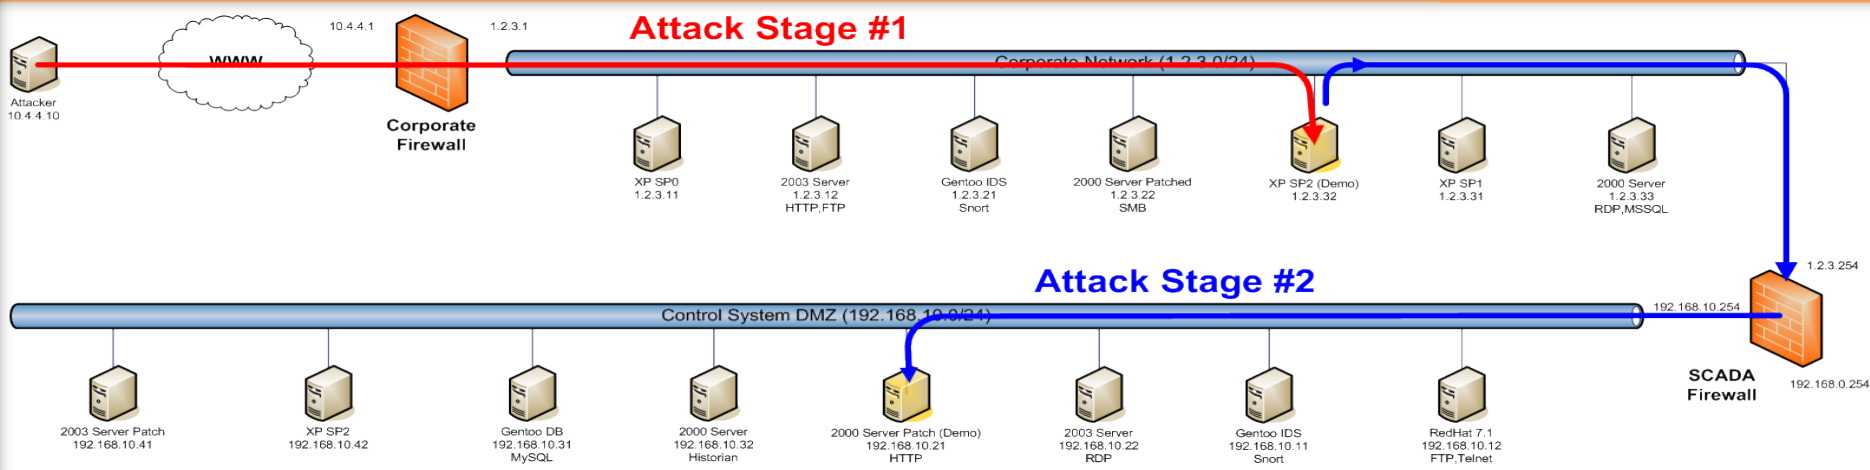 Attack Stage #1
10.4.4.1
1.2.3.1
WWW
Corporate Network (1.2.3.0/24)
Attacker
10.4.4.10
Corporate
Firewall
XP SP0
1.2.3.11
2003 Server
1.2.3.12
HTTP,FTP
Gentoo IDS
1.2.3.21
Snort
2000 Server Patched
1.2.3.22
SMB
XP SP2 (Demo)
1.2.3.32
XP SP1
1.2.3.31
2000 Server
1.2.3.33
RDP,MSSQL
Attack Stage #2
1.2.3.254
192.168.10.254
Control System DMZ (192.168.10.0/24)
SCADA
Firewall
192.168.0.254
2003 Server Patch
192.168.10.41
XP SP2
192.168.10.42
Gentoo DB
192.168.10.31
MySQL
2000 Server
192.168.10.32
Historian
2000 Server Patch (Demo)
192.168.10.21
HTTP
2003 Server
192.168.10.22
RDP
Gentoo IDS
192.168.10.11
Snort
RedHat 7.1
192.168.10.12
FTP,Telnet